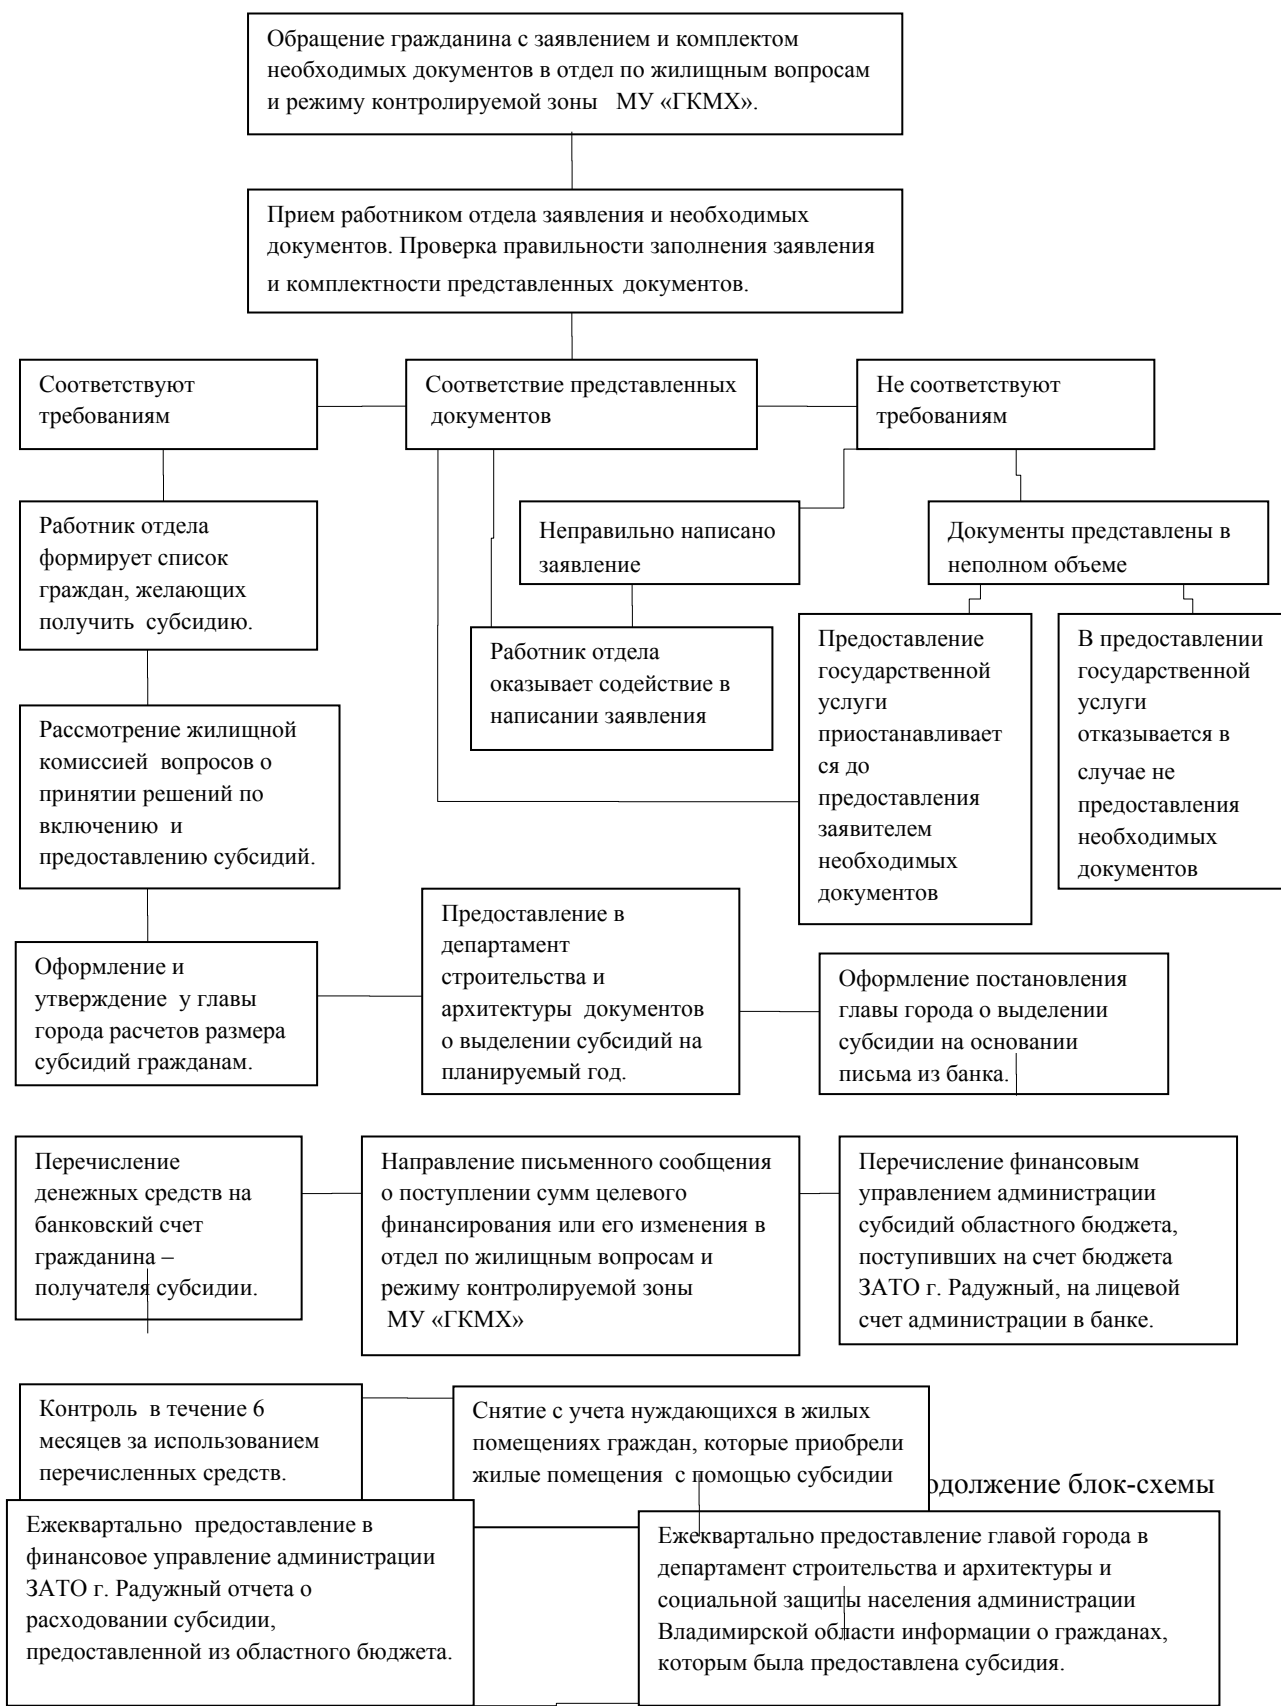 Обращение гражданина с заявлением и комплектом
необходимых документов в отдел по жилищным вопросам
и режиму контролируемой зоны МУ «ГКМХ».
Прием работником отдела заявления и необходимых
документов. Проверка правильности заполнения заявления
и комплектности представленных документов.
Соответствуют
требованиям
Соответствие представленных
документов
Не соответствуют
требованиям
Работник отдела
формирует список
граждан, желающих
получить субсидию.
Неправильно написано
заявление
Документы представлены в
неполном объеме
Работник отдела
оказывает содействие в
написании заявления
Предоставление
государственной
услуги
приостанавливает
ся до
предоставления
заявителем
необходимых
документов
В предоставлении
государственной
услуги
отказывается в
случае не
предоставления
необходимых
документов
Рассмотрение жилищной
комиссией вопросов о
принятии решений по
включению и
предоставлению субсидий.
Оформление и
утверждение у главы
города расчетов размера
субсидий гражданам.
Предоставление в
департамент
строительства и
архитектуры документов
о выделении субсидий на
планируемый год.
Оформление постановления
главы города о выделении
субсидии на основании
письма из банка.
Перечисление
денежных средств на
банковский счет
гражданина –
получателя субсидии.
Направление письменного сообщения
о поступлении сумм целевого
финансирования или его изменения в
отдел по жилищным вопросам и
режиму контролируемой зоны
МУ «ГКМХ»
Перечисление финансовым
управлением администрации
субсидий областного бюджета,
поступивших на счет бюджета
ЗАТО г. Радужный, на лицевой
счет администрации в банке.
Контроль в течение 6
месяцев за использованием
перечисленных средств.
Снятие с учета нуждающихся в жилых
помещениях граждан, которые приобрели
жилые помещения с помощью субсидии
одолжение блок-схемы
Ежеквартально предоставление в
финансовое управление администрации
ЗАТО г. Радужный отчета о
расходовании субсидии,
предоставленной из областного бюджета.
Ежеквартально предоставление главой города в
департамент строительства и архитектуры и
социальной защиты населения администрации
Владимирской области информации о гражданах,
которым была предоставлена субсидия.